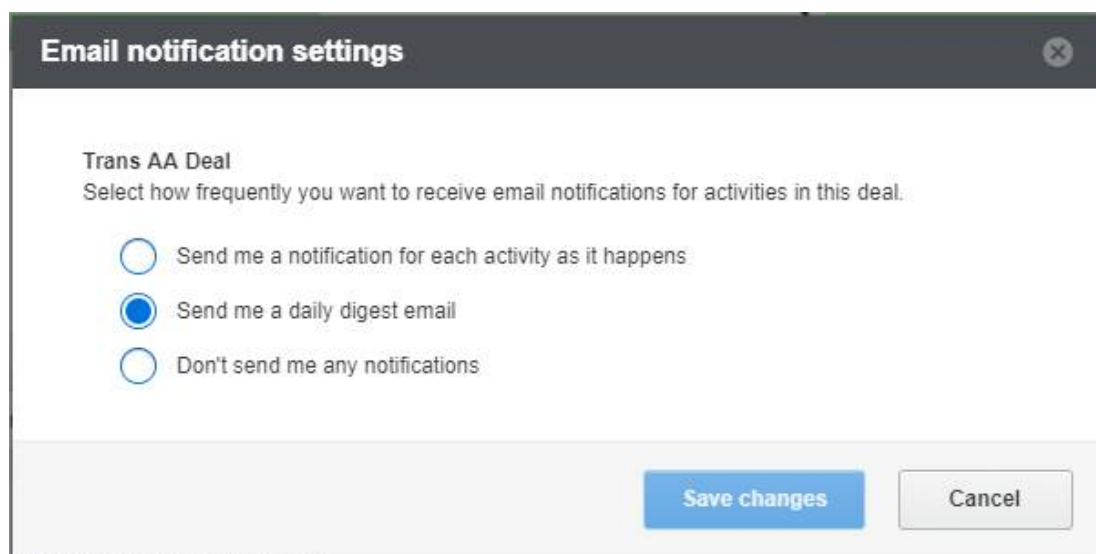 Email notification settings
Trans AA Deal
Select how frequently you want to receive email notifications for activities in this deal.
Send me a notification for each activity as it happens
Send me a daily digest email
Don't send me any notifications
Save changes
Cancel